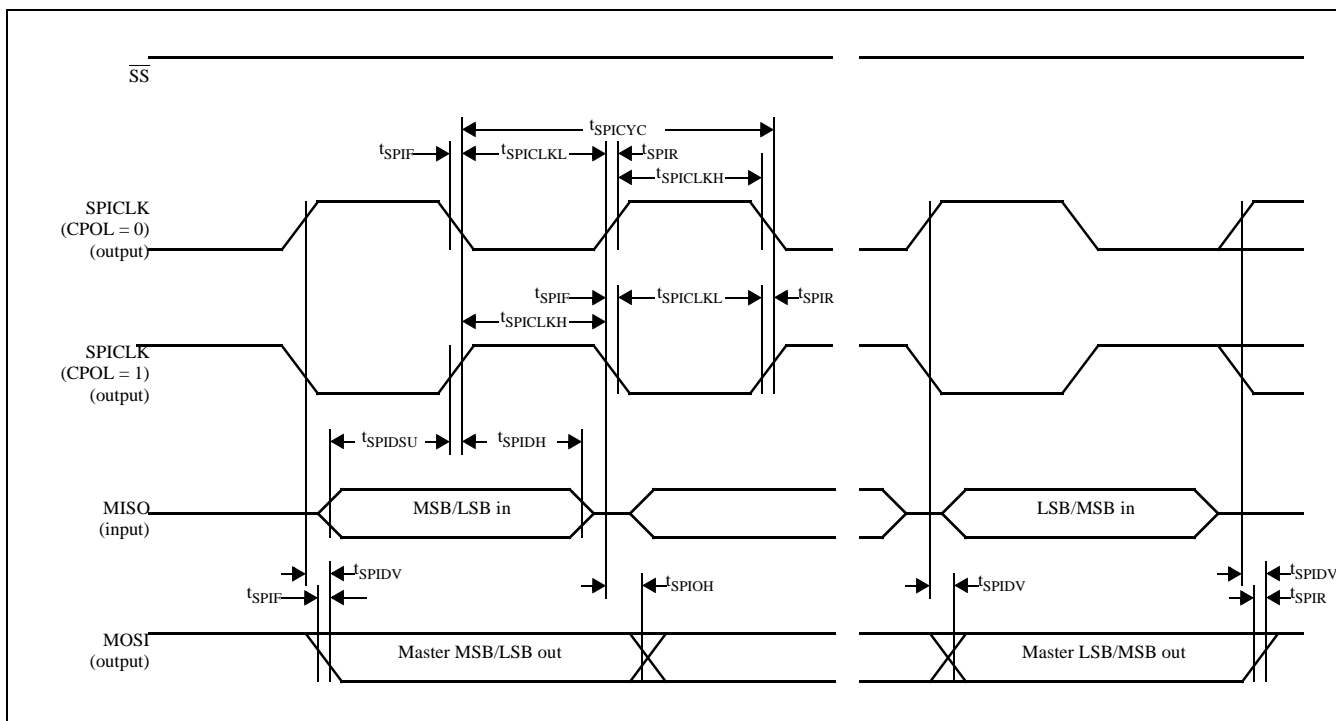 SS
tSPICYC
tSPIF tSPICLKL tSPIR
tSPICLKH
SPICLK
(CPOL = 0)
(output)
tSPIF tSPICLKL tSPIR
tSPICLKH
SPICLK
(CPOL = 1)
(output)
tSPIDSU tSPIDH
MISO
(input)
MSB/LSB in LSB/MSB in
tSPIDV tSPIOH tSPIDV tSPIDV
tSPIF tSPIR
MOSI
(output)
Master MSB/LSB out Master LSB/MSB out